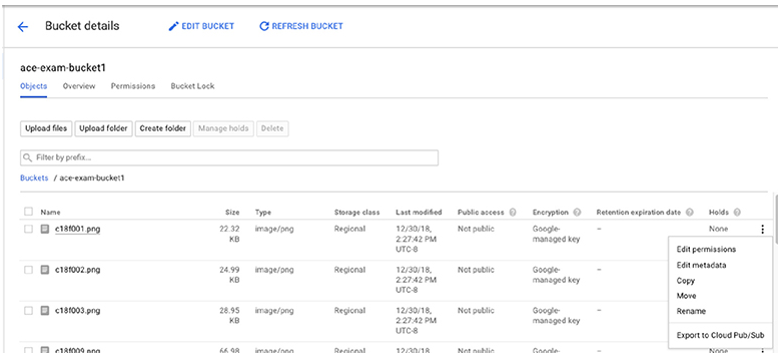 Bucket details EDIT BUCKET REFRESH BUCKET
ace-exam-bucket1
Objects Overview Permissions Bucket Lock
Upload files Upload folder Create folder Manage holds Delete
Filter by prefix...
Buckets / ace-exam-bucket1
Name Size Type Storage class Last modified Public access Encryption Retention expiration date Holds
c18f001.png 22.32 image/png Regional 12/30/18, Not public Google- – None
KB 2:27:42 PM managed key
UTC-8
c18f002.png 24.99 image/png Regional 12/30/18, Not public Google- –
KB 2:27:42 PM managed key
UTC-8
c18f003.png 28.95 image/png Regional 12/30/18, Not public Google- –
KB 2:27:42 PM managed key
UTC-8
c18f009.png 66.98 image/png Regional 12/30/18, Not public Google- – None
Edit permissions
Edit metadata
Copy
Move
Rename
Export to Cloud Pub/Sub